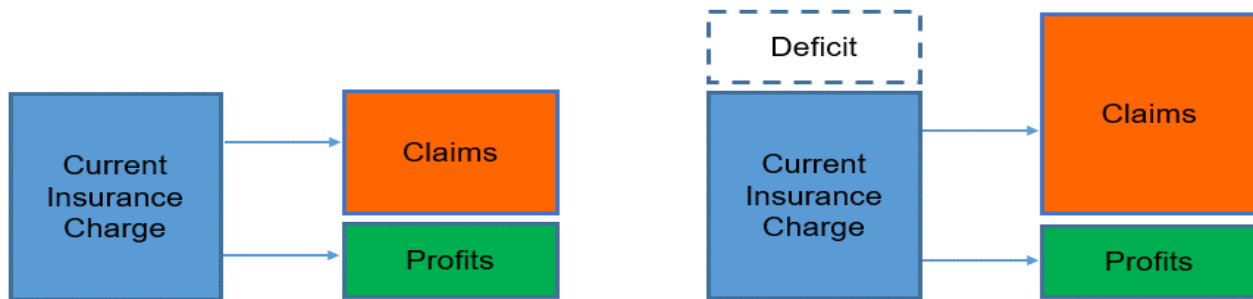 Current
Insurance
Charge
Claims
Profits
Deficit
Current
Insurance
Charge
Claims
Profits